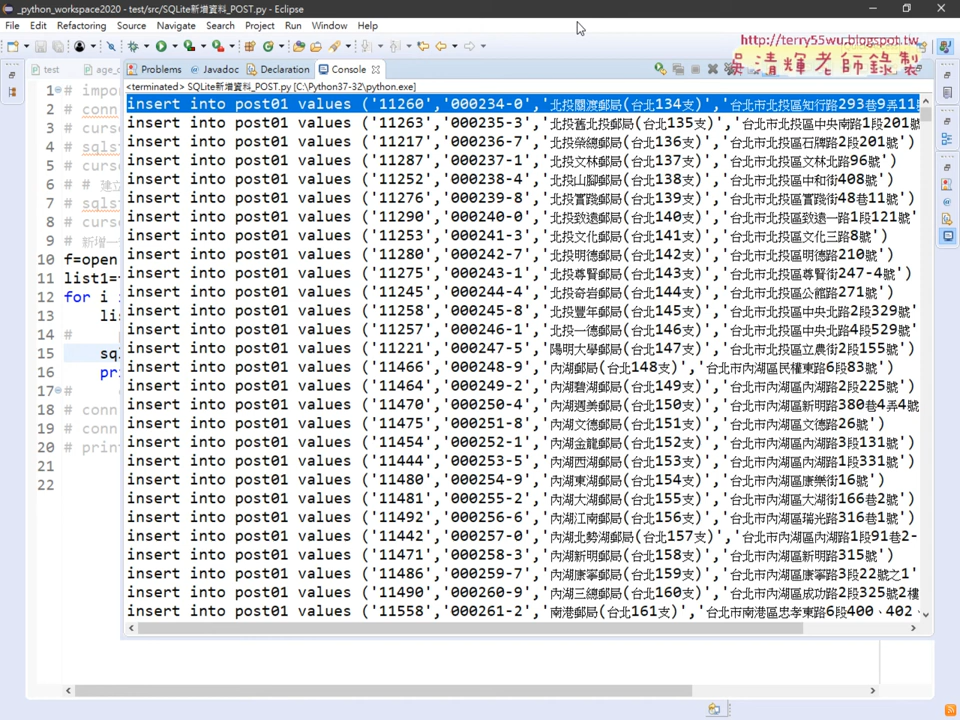 _python_workspace2020 - test/src/SQLite新增資料_POST.py - Eclipse
File Edit Refactoring Source Navigate Search Project Run Window Help
http://terry55wu.blogspot.tw
吳清輝老師錄製
test
age_c
Problems Javadoc Declaration Console
<terminated> SQLite新增資料_POST.py [C:\Python37-32\python.exe]
1 # impor
2 # conn
3 # curso
4 # sqlst
5 # curso
6 # # 建立
7 # sqlst
8 # curso
9 # 新增一
10 f=open
11 list1=
12 for i
13 li
14 #
15 sq
16 pr
17 #
18 # conn
19 # conn
20 # print
21
22
insert into post01 values ('11260','000234-0','北投關渡郵局(台北134支)','台北市北投區知行路293巷9弄11
insert into post01 values ('11263','000235-3','北投舊北投郵局(台北135支)','台北市北投區中央南路1段201號
insert into post01 values ('11217','000236-7','北投榮總郵局(台北136支)','台北市北投區石牌路2段201號')
insert into post01 values ('11287','000237-1','北投文林郵局(台北137支)','台北市北投區文林北路96號')
insert into post01 values ('11252','000238-4','北投山腳郵局(台北138支)','台北市北投區中和街408號')
insert into post01 values ('11276','000239-8','北投實踐郵局(台北139支)','台北市北投區實踐街48巷11號')
insert into post01 values ('11290','000240-0','北投致遠郵局(台北140支)','台北市北投區致遠一路1段121號'
insert into post01 values ('11253','000241-3','北投文化郵局(台北141支)','台北市北投區文化三路8號')
insert into post01 values ('11280','000242-7','北投明德郵局(台北142支)','台北市北投區明德路210號')
insert into post01 values ('11275','000243-1','北投尊賢郵局(台北143支)','台北市北投區尊賢街247-4號')
insert into post01 values ('11245','000244-4','北投奇岩郵局(台北144支)','台北市北投區公館路271號')
insert into post01 values ('11258','000245-8','北投豐年郵局(台北145支)','台北市北投區中央北路2段329號
insert into post01 values ('11257','000246-1','北投一德郵局(台北146支)','台北市北投區中央北路4段529號
insert into post01 values ('11221','000247-5','陽明大學郵局(台北147支)','台北市北投區立農街2段155號')
insert into post01 values ('11466','000248-9','內湖郵局(台北148支)','台北市內湖區民權東路6段83號')
insert into post01 values ('11486','000249-2','內湖碧湖郵局(台北149支)','台北市內湖區內湖路2段225號')
insert into post01 values ('11470','000250-4','內湖週美郵局(台北150支)','台北市內湖區新明路380巷4弄4號
insert into post01 values ('11475','000251-8','內湖文德郵局(台北151支)','台北市內湖區文德路26號')
insert into post01 values ('11454','000252-1','內湖金龍郵局(台北152支)','台北市內湖區內湖路3段131號')
insert into post01 values ('11444','000253-5','內湖西湖郵局(台北153支)','台北市內湖區內湖路1段331號')
insert into post01 values ('11480','000254-9','內湖東湖郵局(台北154支)','台北市內湖區康樂街16號')
insert into post01 values ('11481','000255-2','內湖大湖郵局(台北155支)','台北市內湖區大湖街166巷2號')
insert into post01 values ('11492','000256-6','內湖江南郵局(台北156支)','台北市內湖區瑞光路316巷1號')
insert into post01 values ('11442','000257-0','內湖北勢湖郵局(台北157支)','台北市內湖區內湖路1段91巷2-
insert into post01 values ('11471','000258-3','內湖新明郵局(台北158支)','台北市內湖區新明路315號')
insert into post01 values ('11486','000259-7','內湖康寧郵局(台北159支)','台北市內湖區康寧路3段22號之1'
insert into post01 values ('11490','000260-9','內湖三總郵局(台北160支)','台北市內湖區成功路2段325號2樓
insert into post01 values ('11558','000261-2','南港郵局(台北161支)','台北市南港區忠孝東路6段400、402、